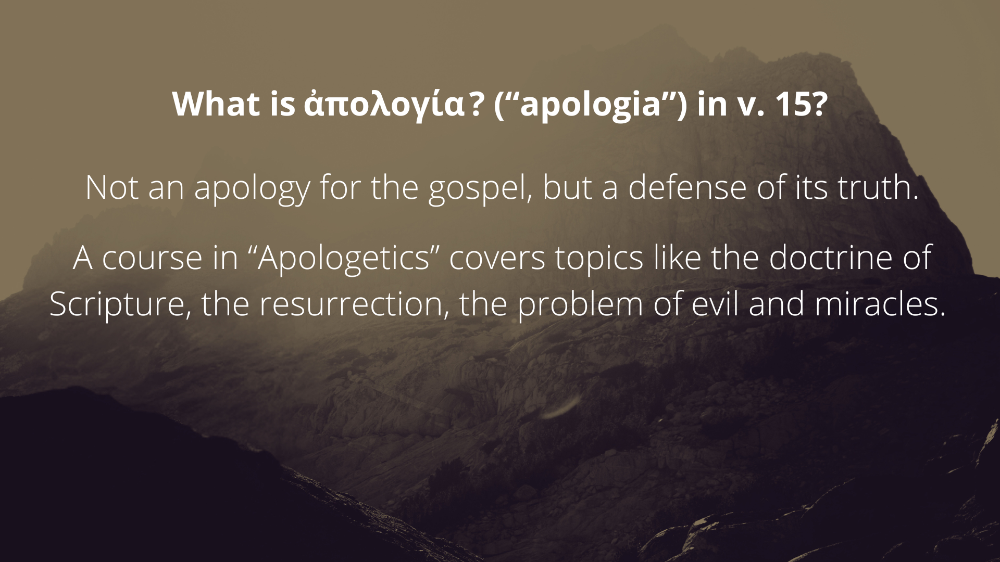 What is ἀπολογία? (“apologia”) in v. 15?
Not an apology for the gospel, but a defense of its truth.
A course in “Apologetics” covers topics like the doctrine of
Scripture, the resurrection, the problem of evil and miracles.